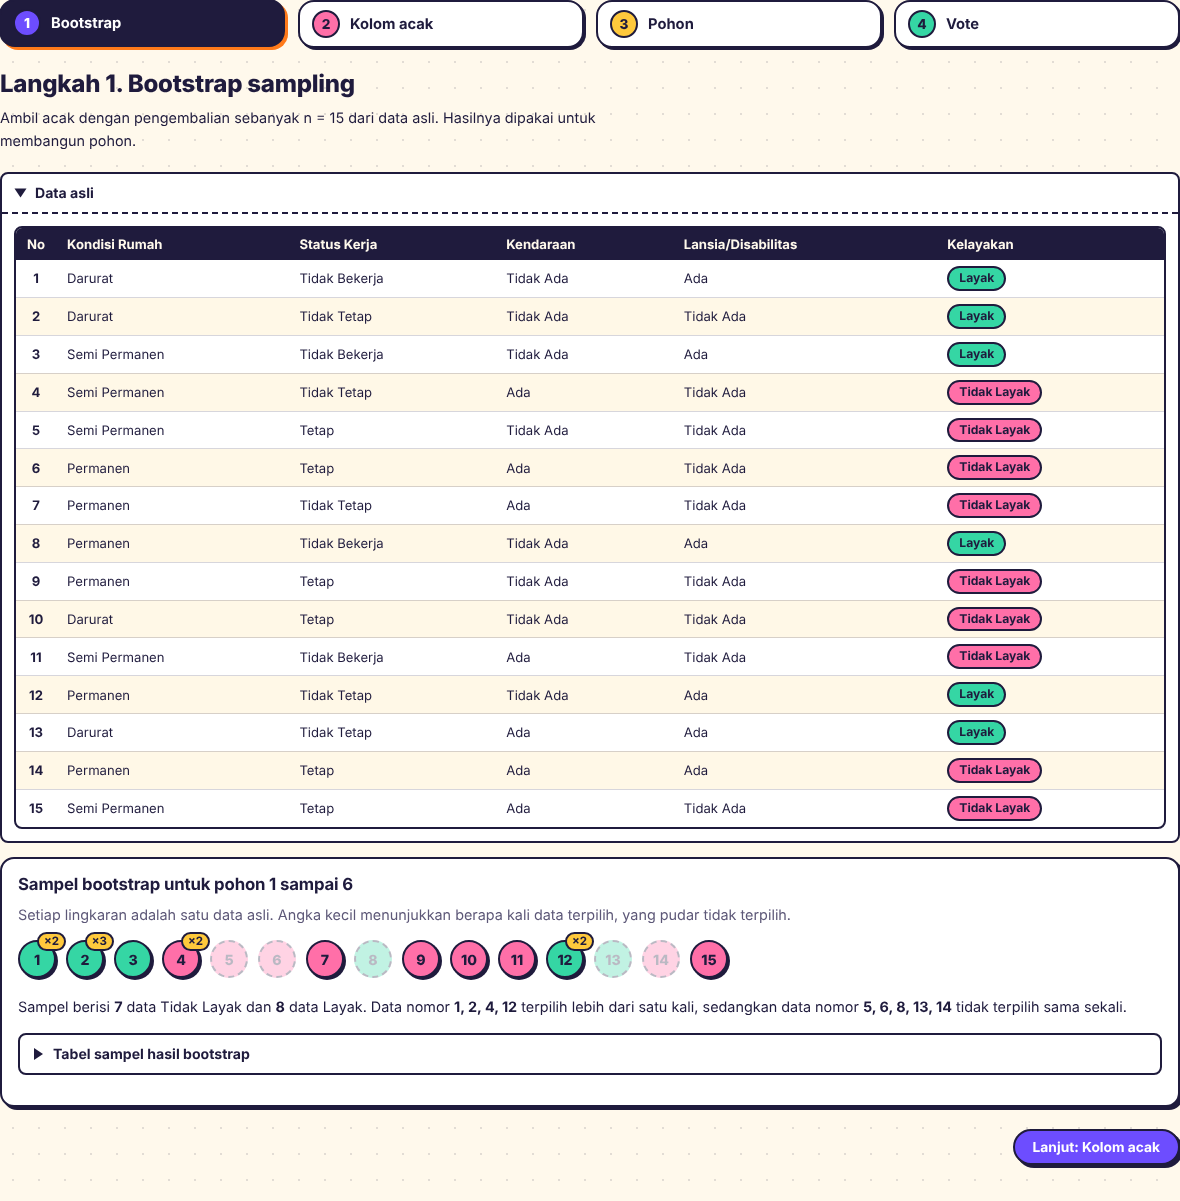 1 Bootstrap 2 Kolom acak 3 Pohon 4 Vote
Langkah 1. Bootstrap sampling
Ambil acak dengan pengembalian sebanyak n = 15 dari data asli. Hasilnya dipakai untuk
membangun pohon.
▼ Data asli
No Kondisi Rumah Status Kerja Kendaraan Lansia/Disabilitas Kelayakan
1 Darurat Tidak Bekerja Tidak Ada Ada Layak
2 Darurat Tidak Tetap Tidak Ada Tidak Ada Layak
3 Semi Permanen Tidak Bekerja Tidak Ada Ada Layak
4 Semi Permanen Tidak Tetap Ada Tidak Ada Tidak Layak
5 Semi Permanen Tetap Tidak Ada Tidak Ada Tidak Layak
6 Permanen Tetap Ada Tidak Ada Tidak Layak
7 Permanen Tidak Tetap Ada Tidak Ada Tidak Layak
8 Permanen Tidak Bekerja Tidak Ada Ada Layak
9 Permanen Tetap Tidak Ada Tidak Ada Tidak Layak
10 Darurat Tetap Tidak Ada Tidak Ada Tidak Layak
11 Semi Permanen Tidak Bekerja Ada Tidak Ada Tidak Layak
12 Permanen Tidak Tetap Tidak Ada Ada Layak
13 Darurat Tidak Tetap Ada Ada Layak
14 Permanen Tetap Ada Ada Tidak Layak
15 Semi Permanen Tetap Ada Tidak Ada Tidak Layak
Sampel bootstrap untuk pohon 1 sampai 6
Setiap lingkaran adalah satu data asli. Angka kecil menunjukkan berapa kali data terpilih, yang pudar tidak terpilih.
1 ×2 2 ×3 3 4 ×2 5 6 7 8 9 10 11 12 ×2 13 14 15
Sampel berisi 7 data Tidak Layak dan 8 data Layak. Data nomor 1, 2, 4, 12 terpilih lebih dari satu kali, sedangkan data nomor 5, 6, 8, 13, 14 tidak terpilih sama sekali.
▶ Tabel sampel hasil bootstrap
Lanjut: Kolom acak